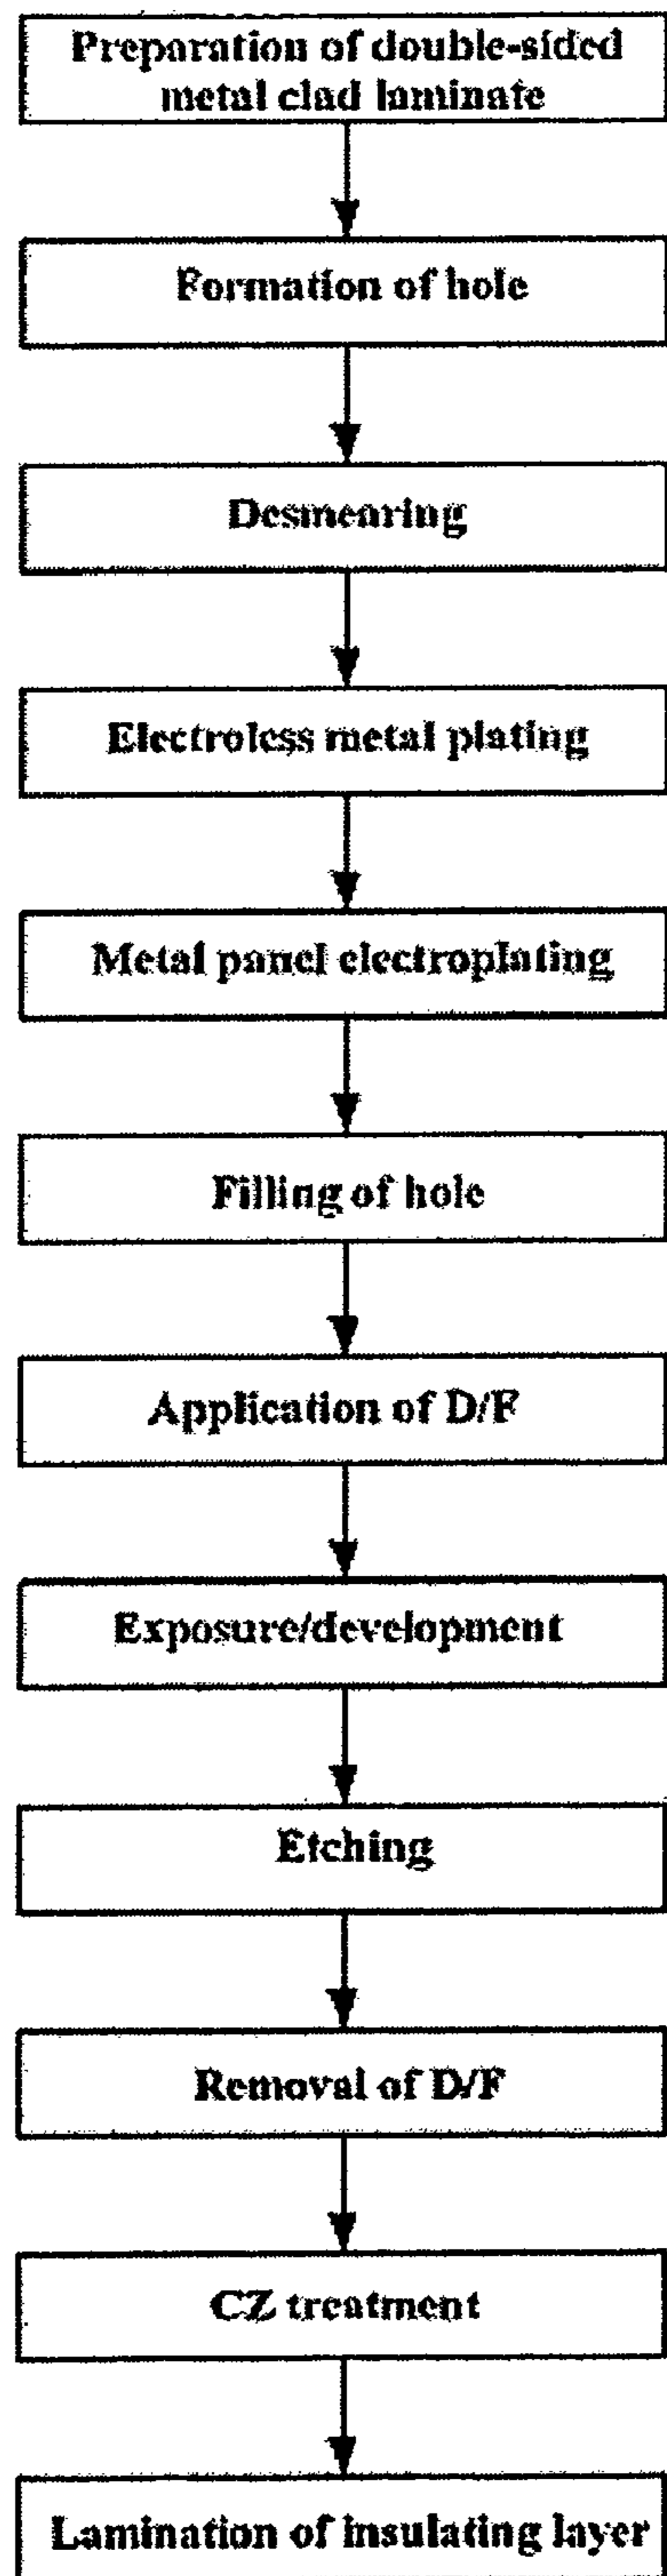 Preparation of double-sided
metal clad laminate
Formation of hole
Desmearing
Electroless metal plating
Metal panel electroplating
Filling of hole
Application of D/F
Exposure/development
Etching
Removal of D/F
CZ treatment
Lamination of insulating layer